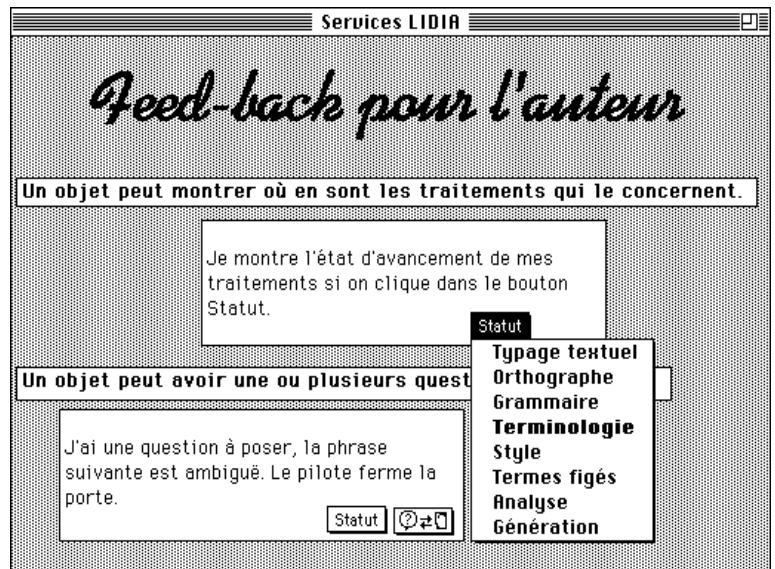 Services LIDIA
Feed-back pour l'auteur
Un objet peut montrer où en sont les traitements qui le concernent.
Je montre l'état d'avancement de mes
traitements si on clique dans le bouton
Statut.
Statut
Typage textuel
Orthographe
Grammaire
Terminologie
Style
Termes figés
Analyse
Génération
Un objet peut avoir une ou plusieurs
J'ai une question à poser, la phrase
suivante est ambiguë. Le pilote ferme la
porte.
Statut